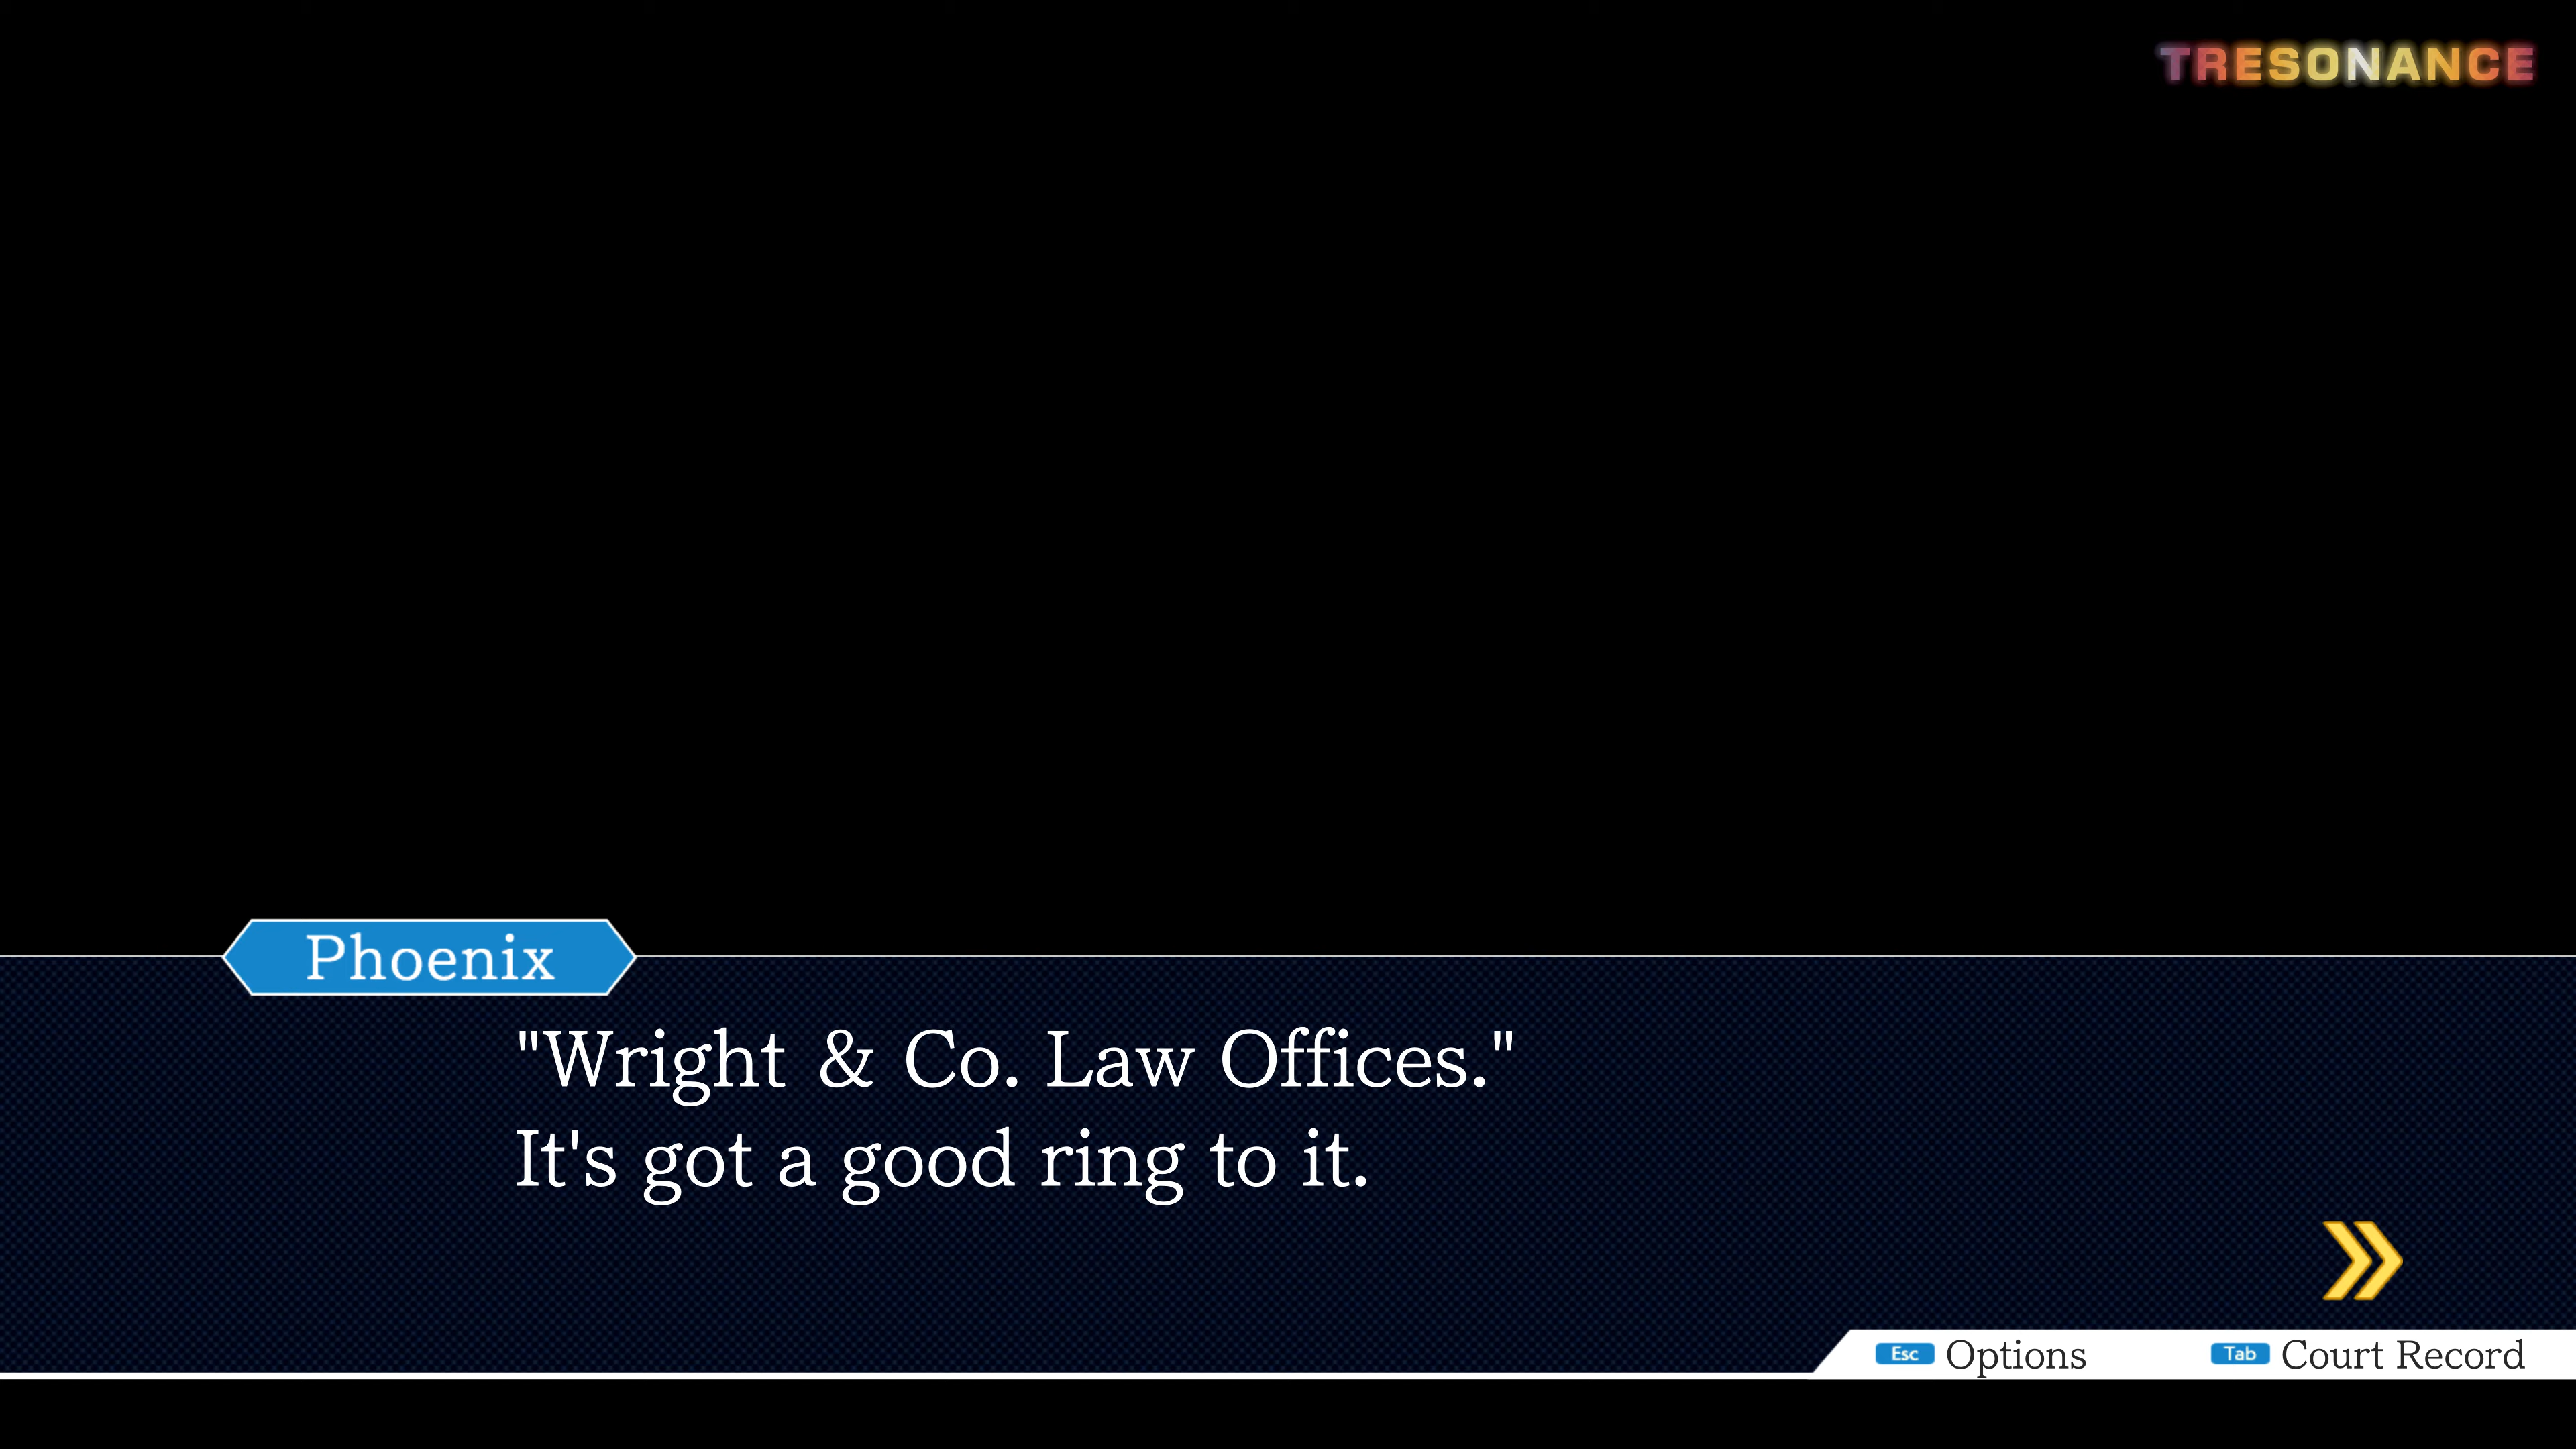 TRESONANCE
Phoenix
"Wright & Co. Law Offices."
It's got a good ring to it.
Esc Options Tab Court Record